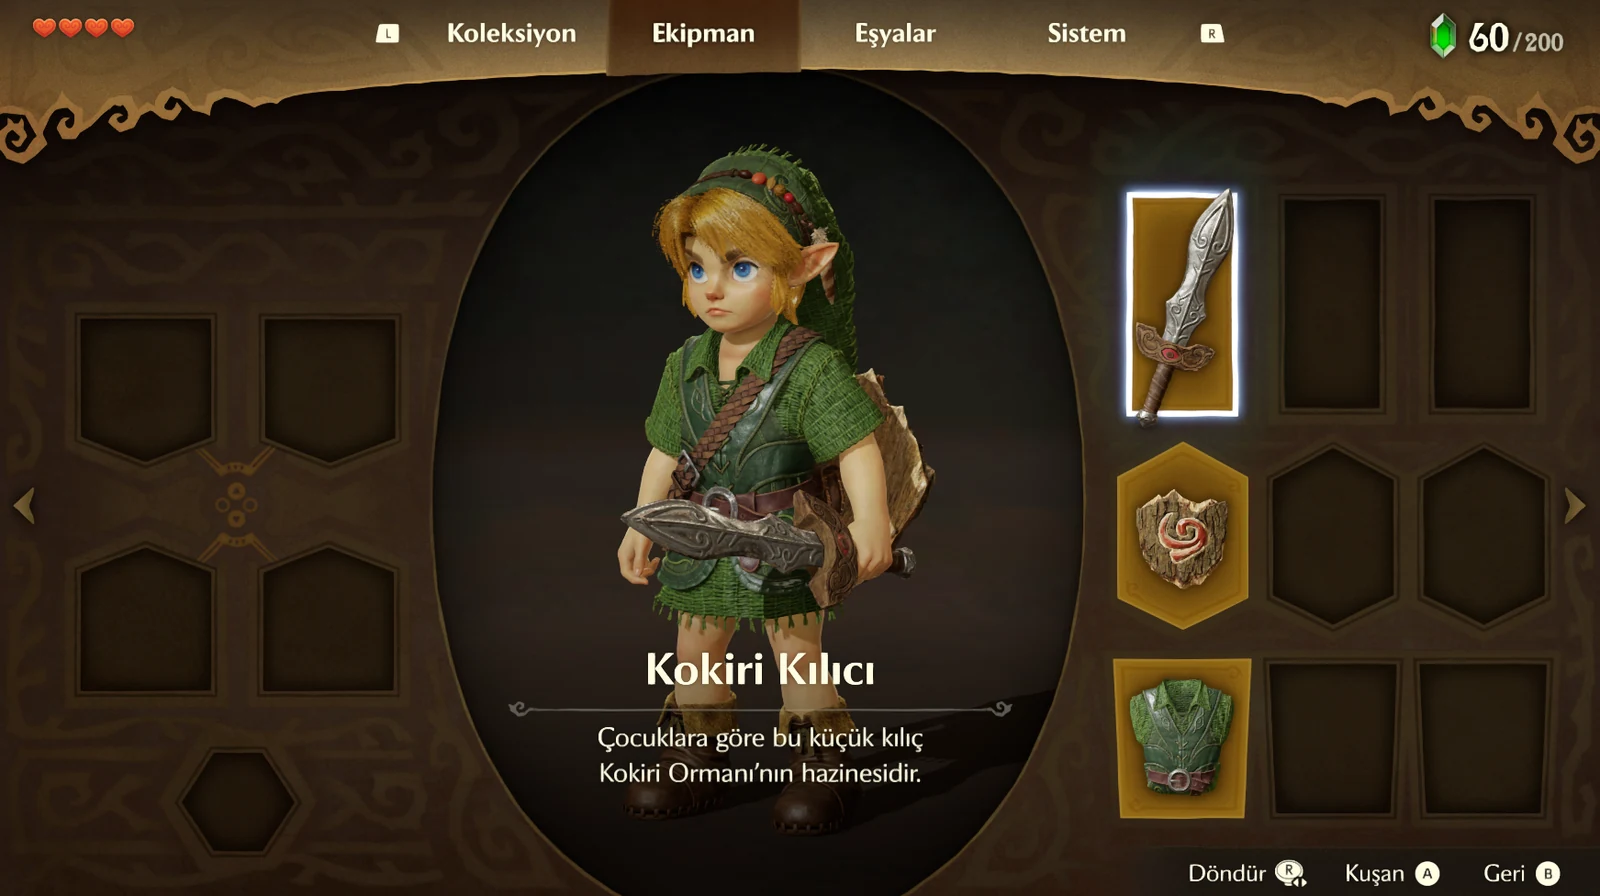 L Koleksiyon Ekipman Eşyalar Sistem R
60/200
Kokiri Kılıcı
Çocuklara göre bu küçük kılıç
Kokiri Ormanı’nın hazinesidir.
Döndür R Kuşan A Geri B